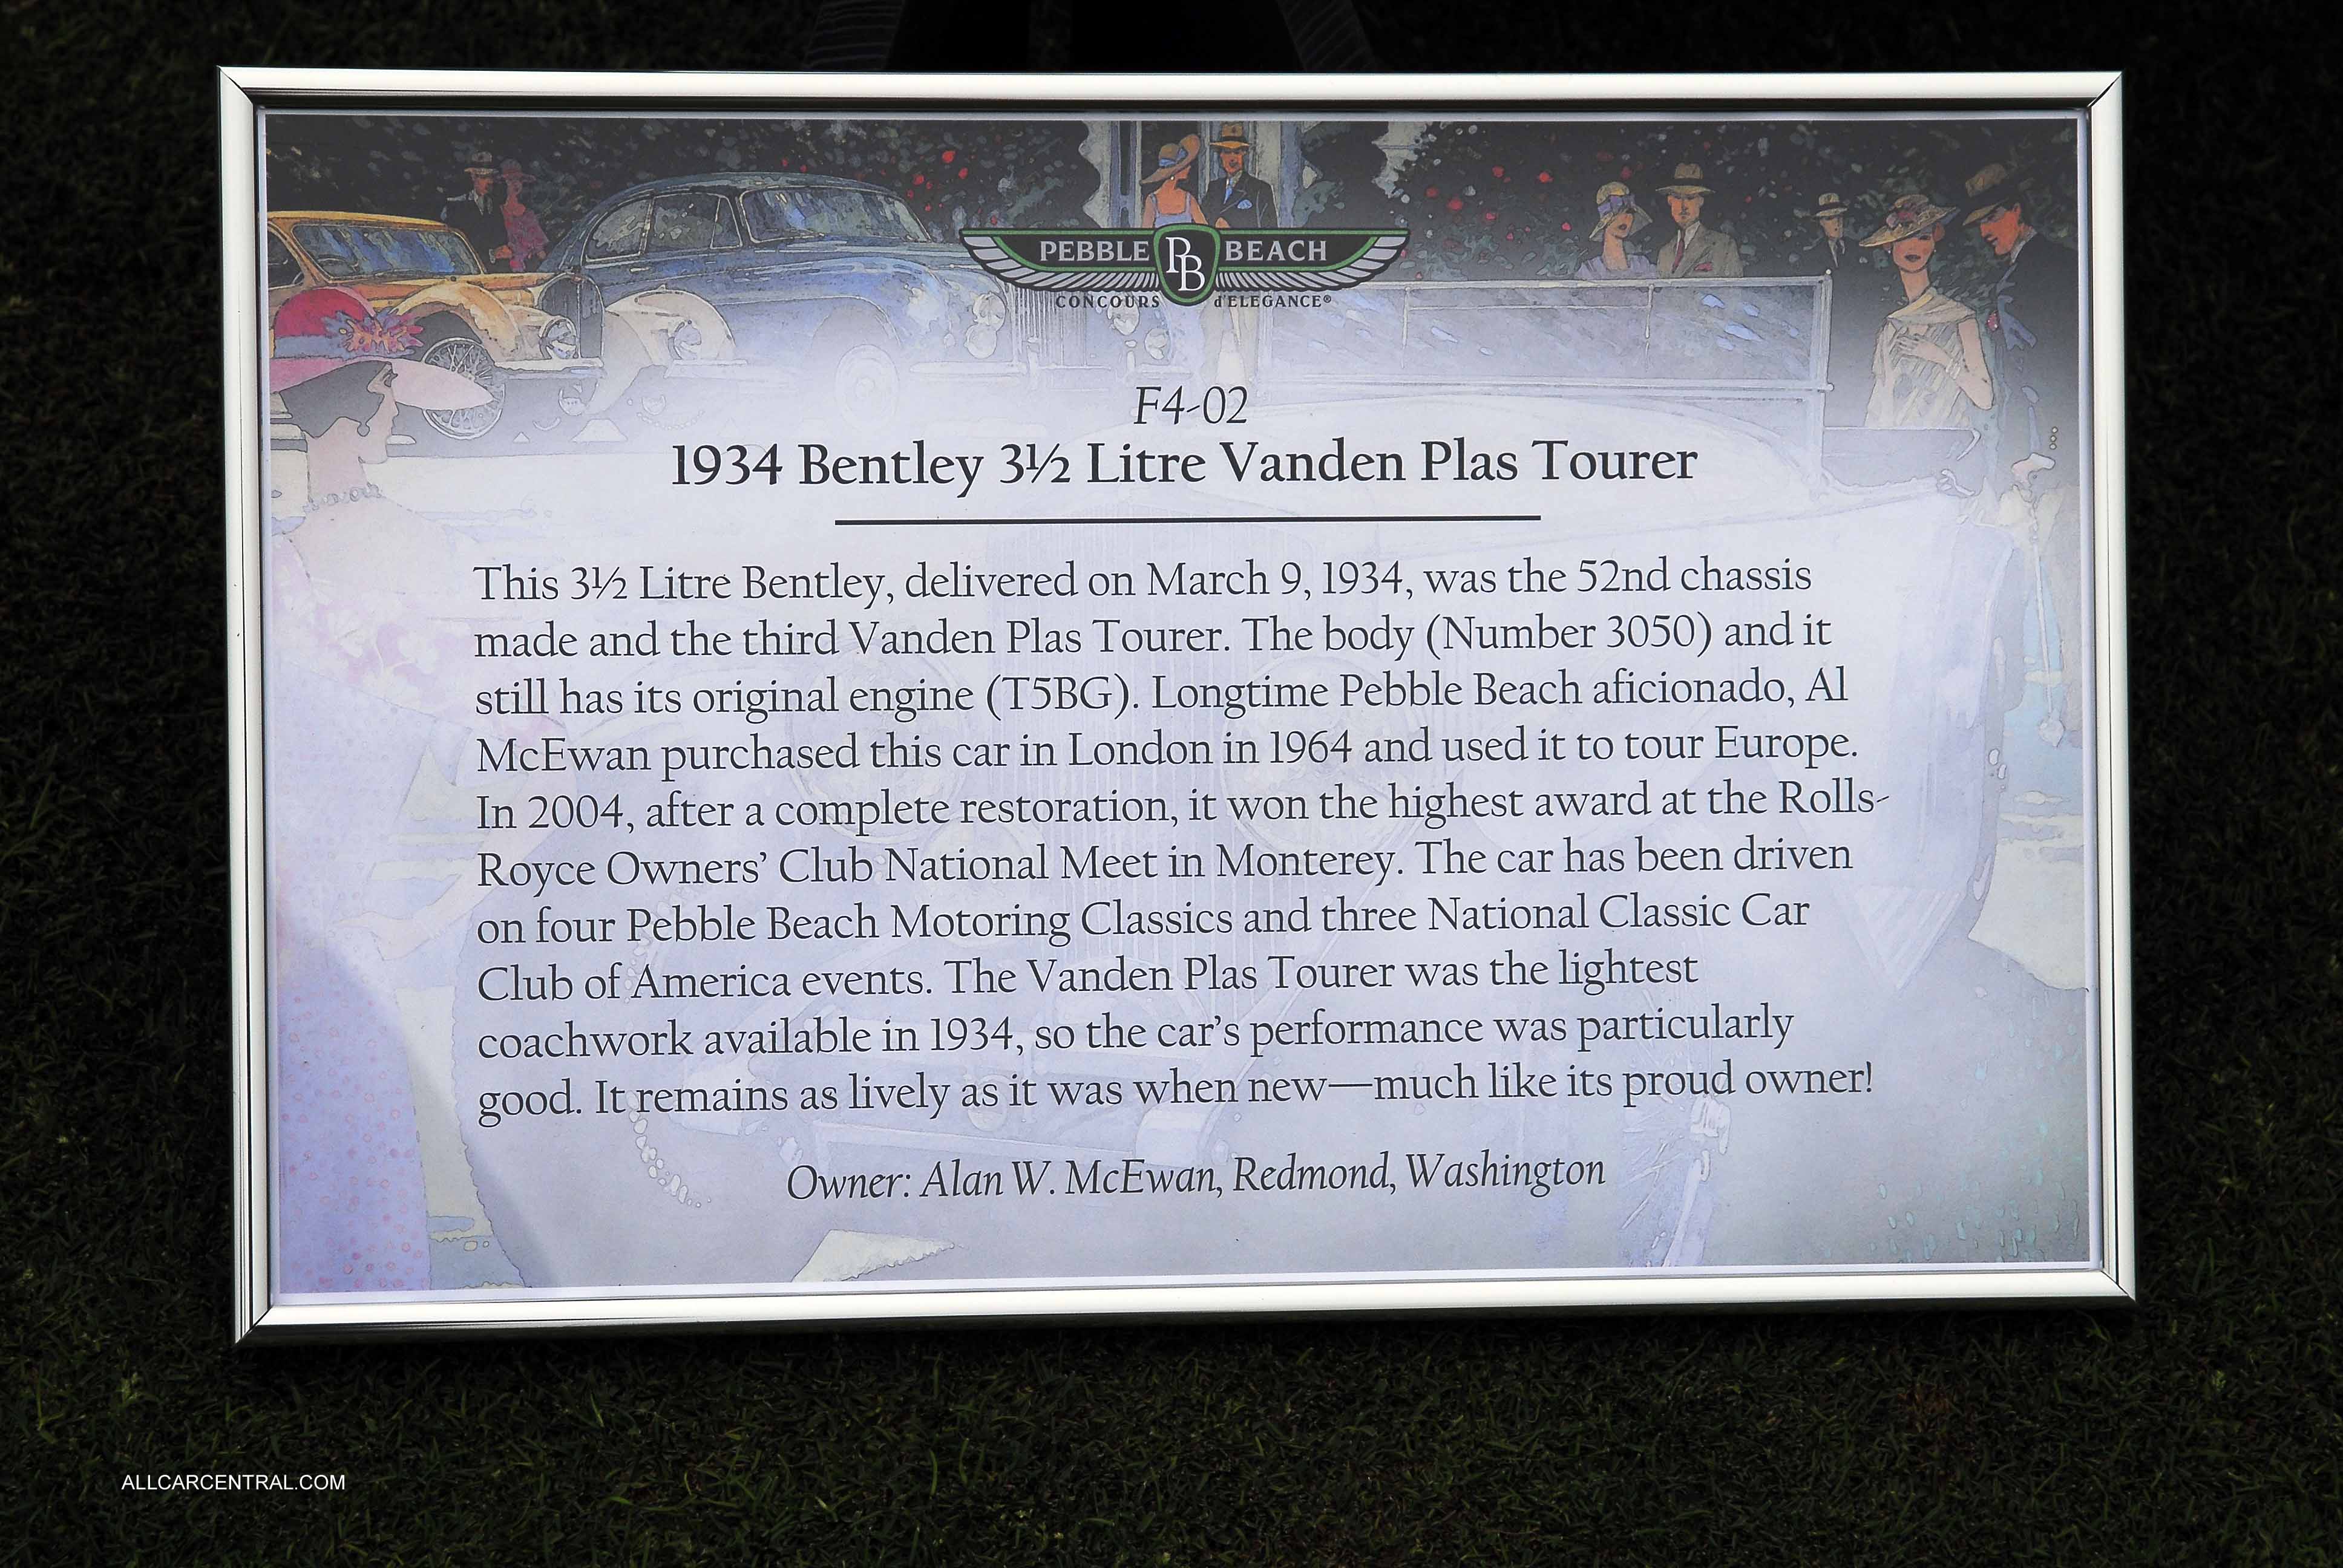 PEBBLE PB BEACH
CONCOURS d'ELEGANCE®
F4-02
1934 Bentley 3½ Litre Vanden Plas Tourer
This 3½ Litre Bentley, delivered on March 9, 1934, was the 52nd chassis
made and the third Vanden Plas Tourer. The body (Number 3050) and it
still has its original engine (T5BG). Longtime Pebble Beach aficionado, Al
McEwan purchased this car in London in 1964 and used it to tour Europe.
In 2004, after a complete restoration, it won the highest award at the Rolls-
Royce Owners’ Club National Meet in Monterey. The car has been driven
on four Pebble Beach Motoring Classics and three National Classic Car
Club of America events. The Vanden Plas Tourer was the lightest
coachwork available in 1934, so the car’s performance was particularly
good. It remains as lively as it was when new—much like its proud owner!
Owner: Alan W. McEwan, Redmond, Washington
ALLCARCENTRAL.COM